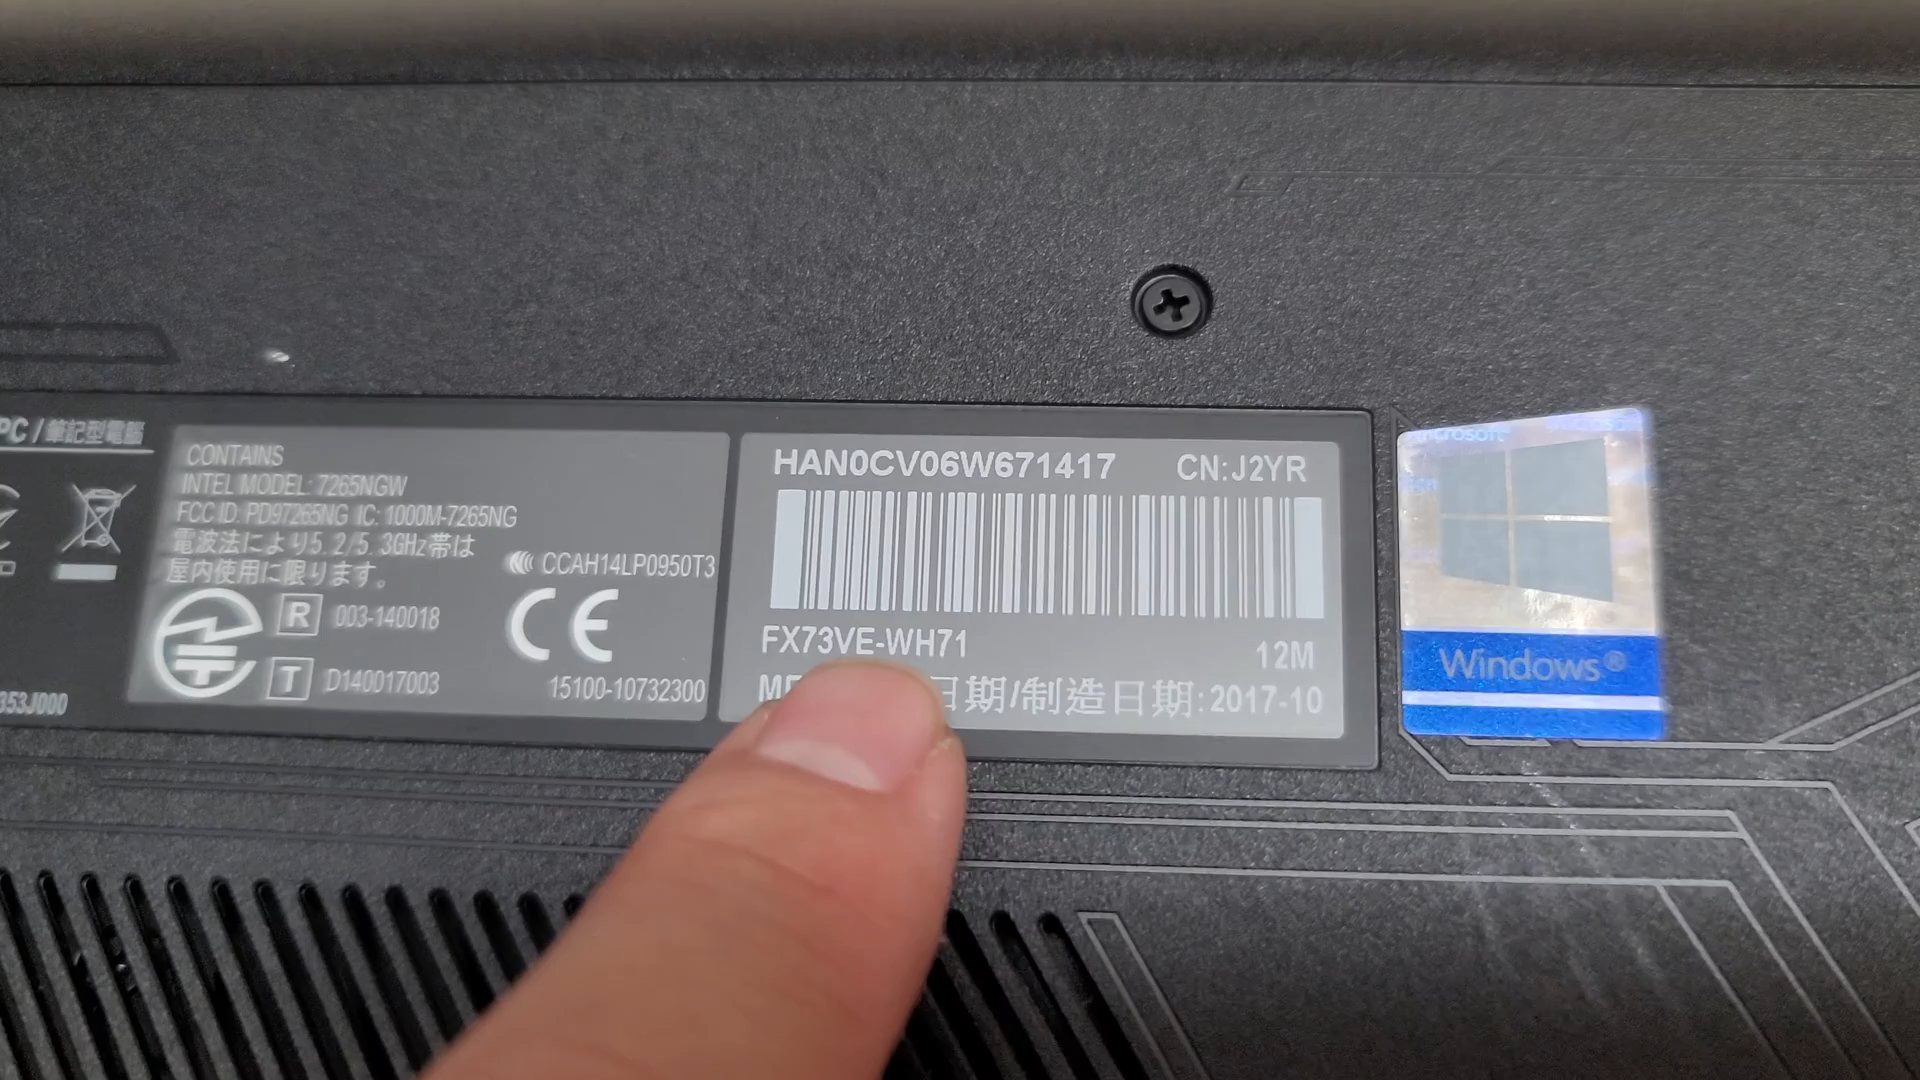 PC / 筆記型電腦
353JD00
CONTAINS
INTEL MODEL: 7265NGW
FCC ID: PD97265NG IC: 1000M-7265NG
電波法により5.2/5.3GHz帯は
屋内使用に限ります。
CCAH14LP0950T3
R 003-140018
CE
T D140017003
15100-10732300
HAN0CV06W671417 CN:J2YR
FX73VE-WH71
12M
日期/制造日期:2017-10
Microsoft
Windows®